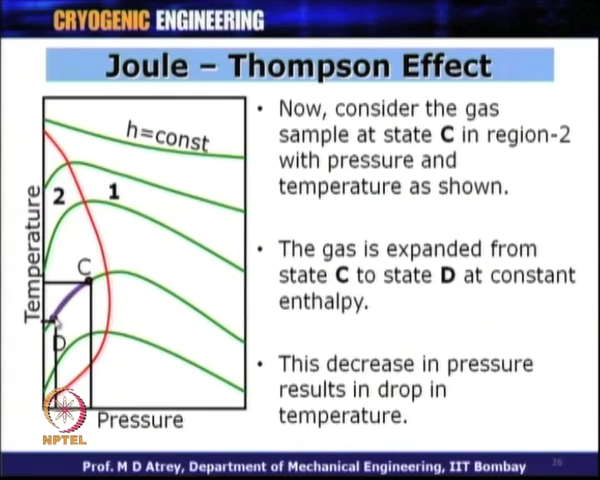 CRYOGENIC ENGINEERING
Joule – Thompson Effect
h=const
2
1
C
D
Temperature
Pressure
• Now, consider the gas
sample at state C in region-2
with pressure and
temperature as shown.
• The gas is expanded from
state C to state D at constant
enthalpy.
• This decrease in pressure
results in drop in
temperature.
NPTEL
Prof. M D Atrey, Department of Mechanical Engineering, IIT Bombay
26